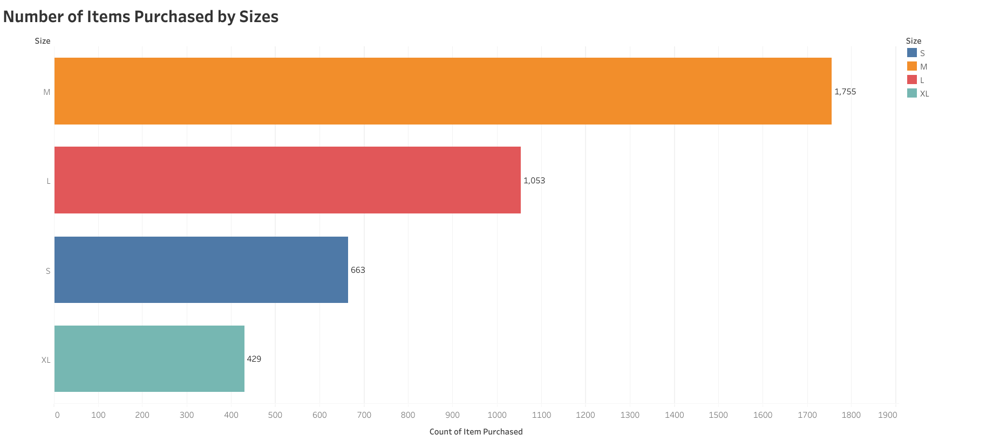 Number of Items Purchased by Sizes
Size
M
1,755
L
1,053
S
663
XL
429
0 100 200 300 400 500 600 700 800 900 1000 1100 1200 1300 1400 1500 1600 1700 1800 1900
Count of Item Purchased
Size
S
M
L
XL